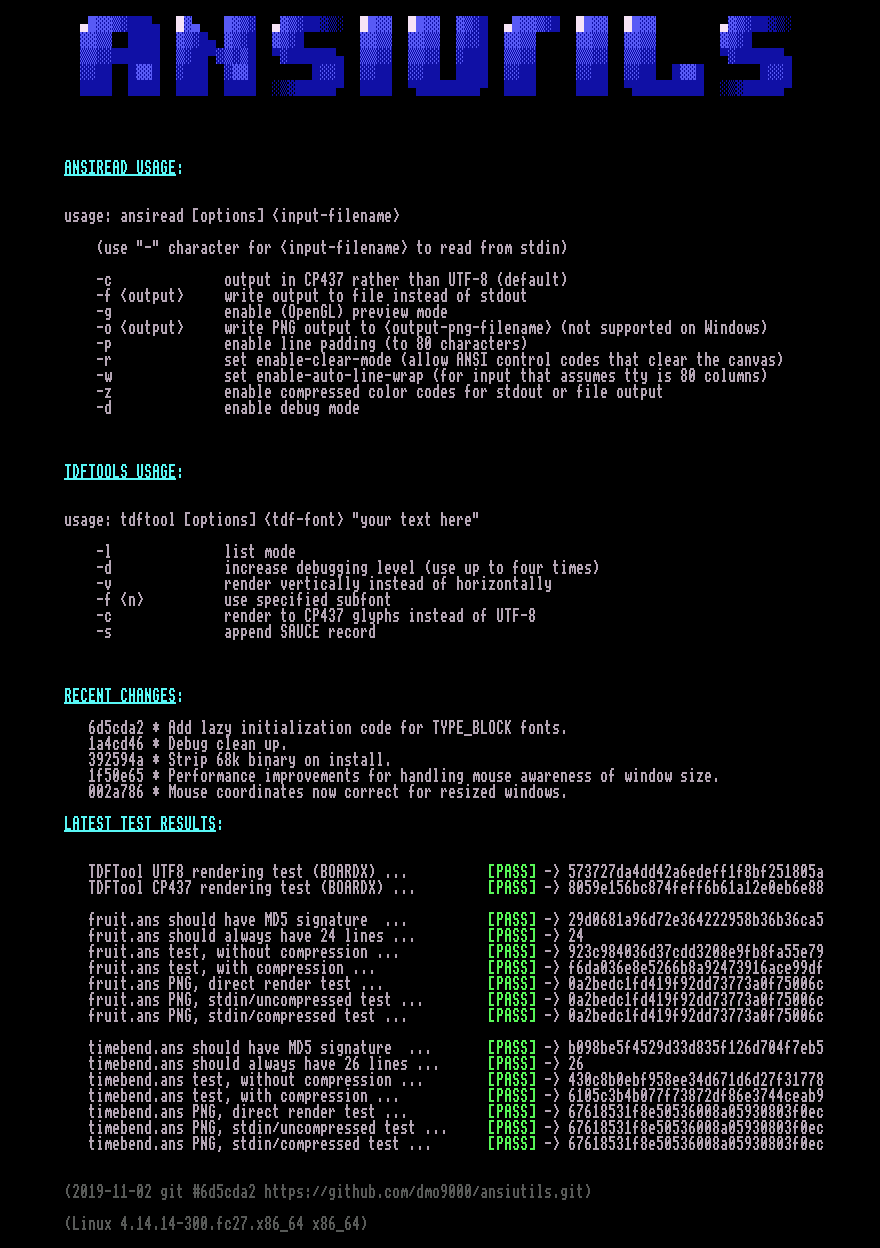 ANSIUTILS
ANSIREAD USAGE:
usage: ansiread [options] <input-filename>
(use "-" character for <input-filename> to read from stdin)
-c output in CP437 rather than UTF-8 (default)
-f <output> write output to file instead of stdout
-g enable (OpenGL) preview mode
-o <output> write PNG output to <output-png-filename> (not supported on Windows)
-p enable line padding (to 80 characters)
-r set enable-clear-mode (allow ANSI control codes that clear the canvas)
-w set enable-auto-line-wrap (for input that assumes tty is 80 columns)
-z enable compressed color codes for stdout or file output
-d enable debug mode
TDFTOOLS USAGE:
usage: tdftool [options] <tdf-font> "your text here"
-l list mode
-d increase debugging level (use up to four times)
-v render vertically instead of horizontally
-f <n> use specified subfont
-c render to CP437 glyphs instead of UTF-8
-s append SAUCE record
RECENT CHANGES:
6d5cda2 * Add lazy initialization code for TYPE_BLOCK fonts.
1a4cd46 * Debug clean up.
392594a * Strip 68k binary on install.
1f50e65 * Performance improvements for handling mouse awareness of window size.
002a786 * Mouse coordinates now correct for resized windows.
LATEST TEST RESULTS:
TDFTool UTF8 rendering test (BOARDX) ... [PASS] -> 573727da4dd42a6edeff1f8bf251805a
TDFTool CP437 rendering test (BOARDX) ... [PASS] -> 8059e156bc874feff6b61a12e0eb6e88
fruit.ans should have MD5 signature ... [PASS] -> 29d0681a96d72e364222958b36b36ca5
fruit.ans should always have 24 lines ... [PASS] -> 24
fruit.ans test, without compression ... [PASS] -> 923c984036d37cdd3208e9fb8fa55e79
fruit.ans test, with compression ... [PASS] -> f6da036e8e5266b8a92473916ace99df
fruit.ans PNG, direct render test ... [PASS] -> 0a2bedc1fd419f92dd73773a0f75006c
fruit.ans PNG, stdin/uncompressed test ... [PASS] -> 0a2bedc1fd419f92dd73773a0f75006c
fruit.ans PNG, stdin/compressed test ... [PASS] -> 0a2bedc1fd419f92dd73773a0f75006c
timebend.ans should have MD5 signature ... [PASS] -> b098be5f4529d33d835f126d704f7eb5
timebend.ans should always have 26 lines ... [PASS] -> 26
timebend.ans test, without compression ... [PASS] -> 430c8b0ebf958ee34d671d6d27f31778
timebend.ans test, with compression ... [PASS] -> 6105c3b4b077f73872df86e3744ceab9
timebend.ans PNG, direct render test ... [PASS] -> 67618531f8e50536008a05930803f0ec
timebend.ans PNG, stdin/uncompressed test ... [PASS] -> 67618531f8e50536008a05930803f0ec
timebend.ans PNG, stdin/compressed test ... [PASS] -> 67618531f8e50536008a05930803f0ec
(2019-11-02 git #6d5cda2 https://github.com/dmo9000/ansiutils.git)
(Linux 4.14.14-300.fc27.x86_64 x86_64)